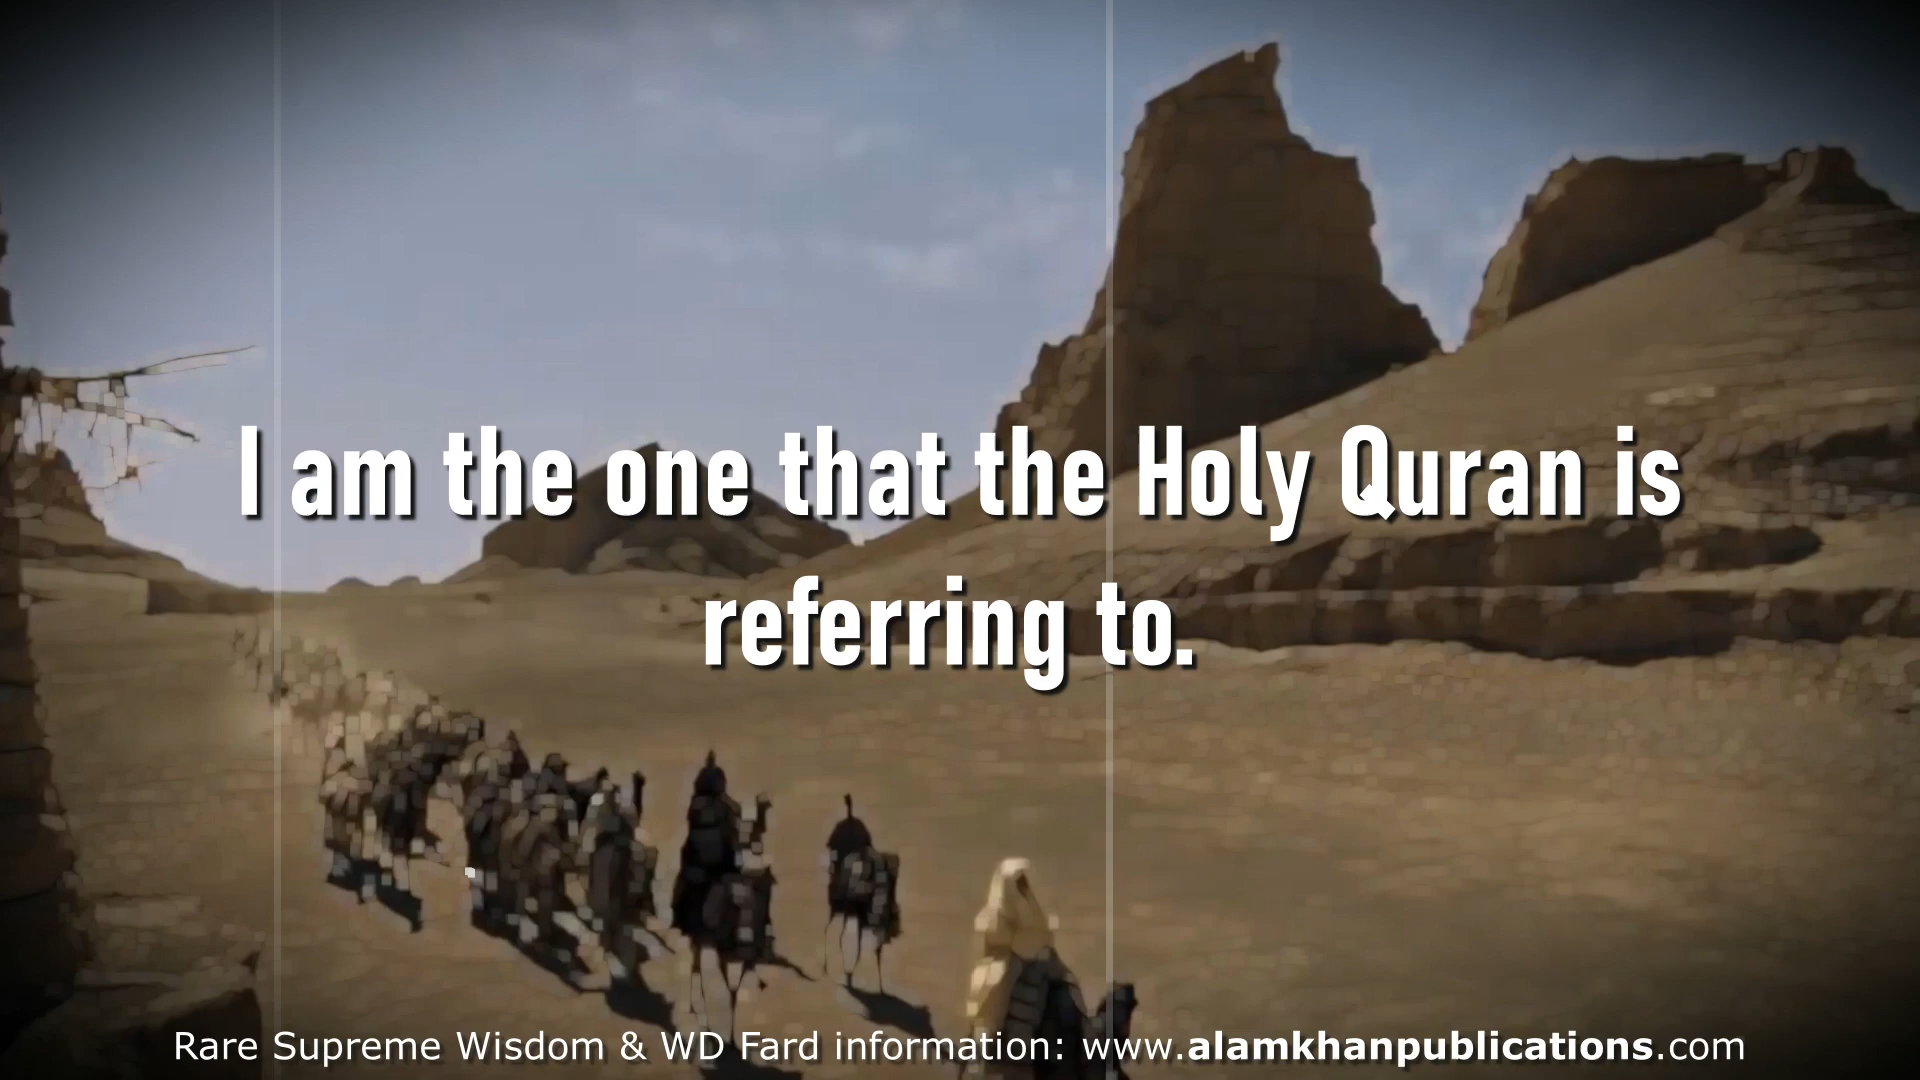 I am the one that the Holy Quran is
referring to.
Rare Supreme Wisdom & WD Fard information: www.alamkhanpublications.com